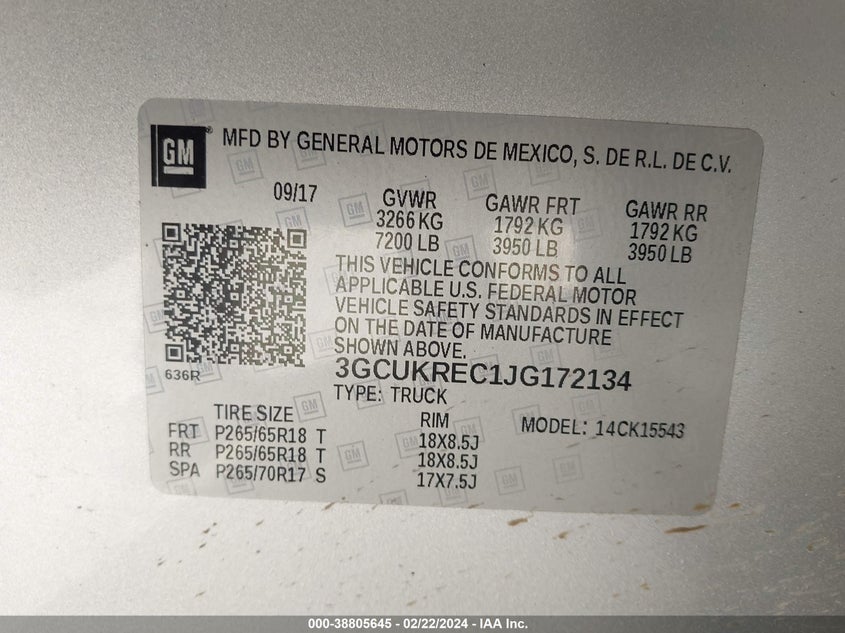 GM
MFD BY GENERAL MOTORS DE MEXICO, S. DE R.L. DE C.V.
09/17
GVWR GAWR FRT GAWR RR
3266 KG 1792 KG 1792 KG
7200 LB 3950 LB 3950 LB
THIS VEHICLE CONFORMS TO ALL
APPLICABLE U.S. FEDERAL MOTOR
VEHICLE SAFETY STANDARDS IN EFFECT
ON THE DATE OF MANUFACTURE
SHOWN ABOVE.
636R
3GCUKREC1JG172134
TYPE: TRUCK
TIRE SIZE RIM MODEL: 14CK15543
FRT P265/65R18 T 18X8.5J
RR P265/65R18 T 18X8.5J
SPA P265/70R17 S 17X7.5J
000-38805645 - 02/22/2024 - IAA Inc.